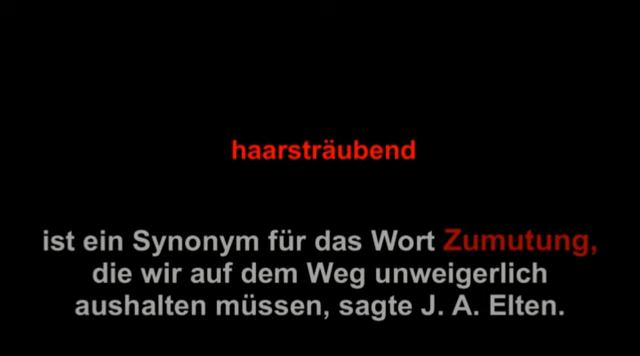 haarsträubend
ist ein Synonym für das Wort Zumutung,
die wir auf dem Weg unweigerlich
aushalten müssen, sagte J. A. Elten.